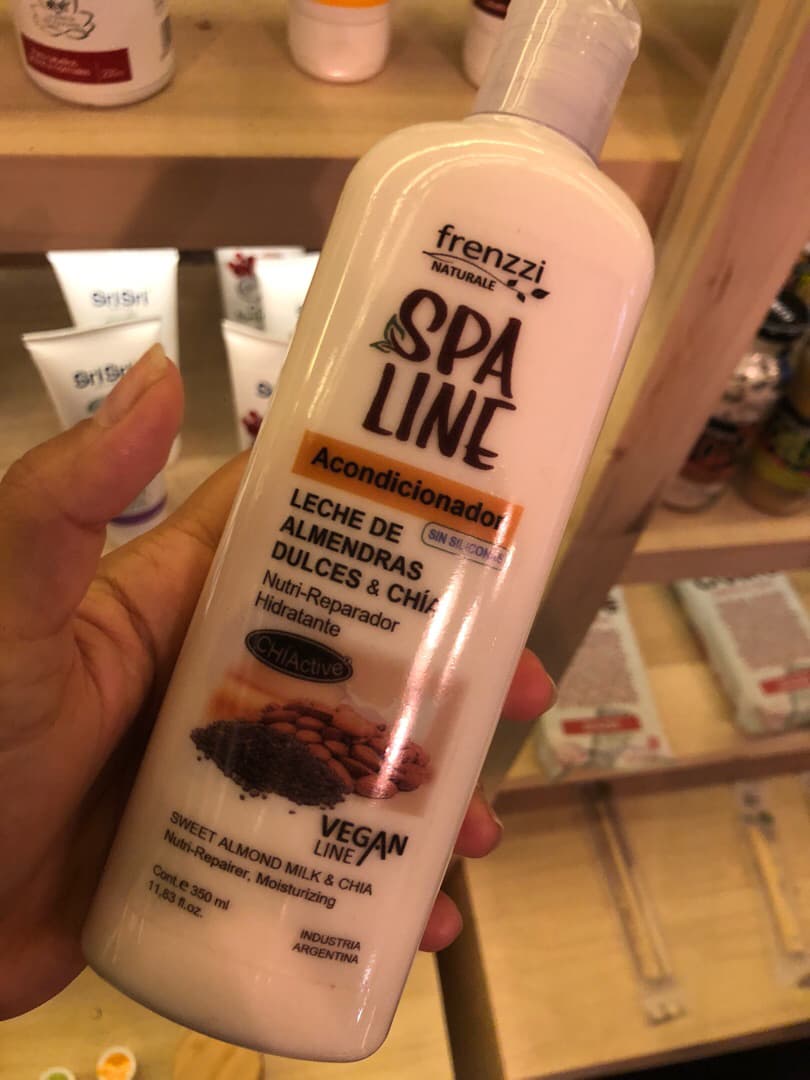 frenzzi
NATURALE
SPA
LINE
Acondicionador
LECHE DE
ALMENDRAS
DULCES & CHÍA
SIN SILICONAS
Nutri-Reparador
Hidratante
CHIActive
VEGAN
LINE
SWEET ALMOND MILK & CHIA
Nutri-Repairer, Moisturizing
Cont. e 350 ml
11,83 fl.oz.
INDUSTRIA
ARGENTINA
Sri Sri
Sri Sri